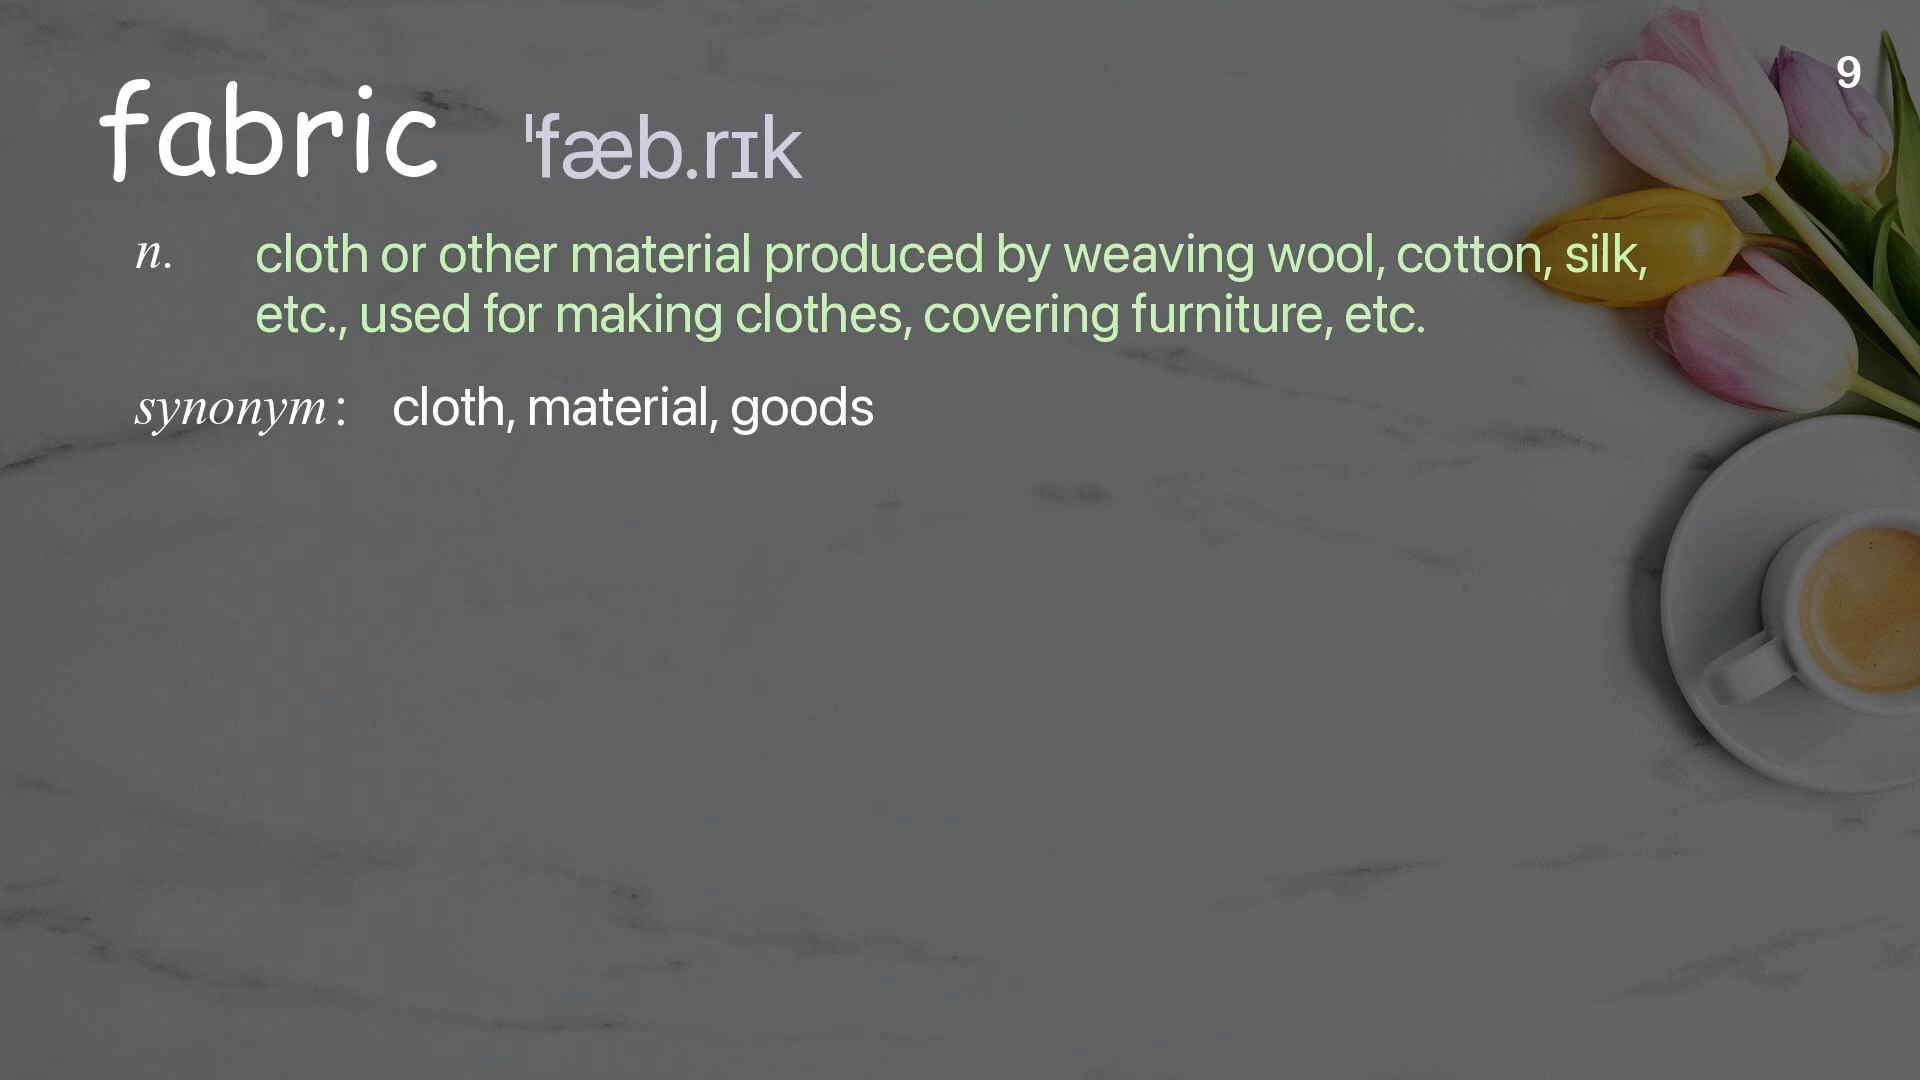 9
fabric ˈfæb.rɪk
n. cloth or other material produced by weaving wool, cotton, silk,
etc., used for making clothes, covering furniture, etc.
synonym: cloth, material, goods